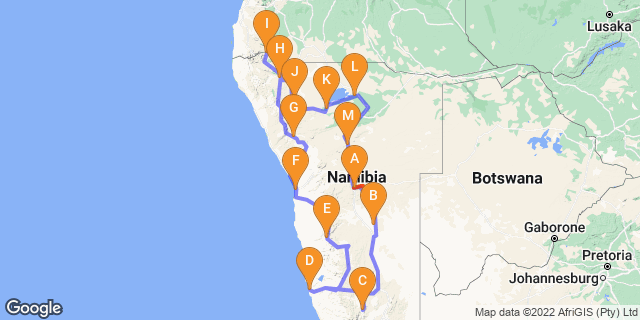 I
H
Lusaka
J
L
K
G
M
A
F
Namibia
Botswana
B
E
Gaborone
Pretoria
D
C
Johannesburg
Google
Map data ©2022 AfriGIS (Pty) Ltd